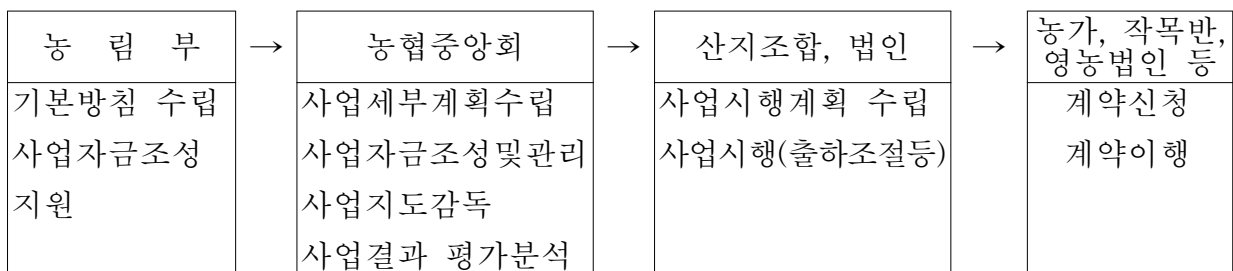 농 림 부
→
농협중앙회
→
산지조합, 법인
→
농가, 작목반,
영농법인 등
기본방침 수립
사업자금조성
지원
사업세부계획수립
사업자금조성및관리
사업지도감독
사업결과 평가분석
사업시행계획 수립
사업시행(출하조절등)
계약신청
계약이행